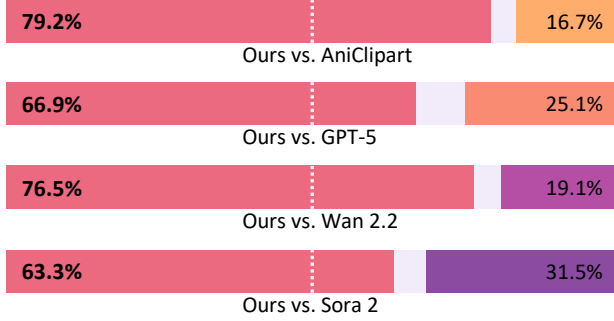 79.2% 16.7%
Ours vs. AniClipart
66.9% 25.1%
Ours vs. GPT-5
76.5% 19.1%
Ours vs. Wan 2.2
63.3% 31.5%
Ours vs. Sora 2